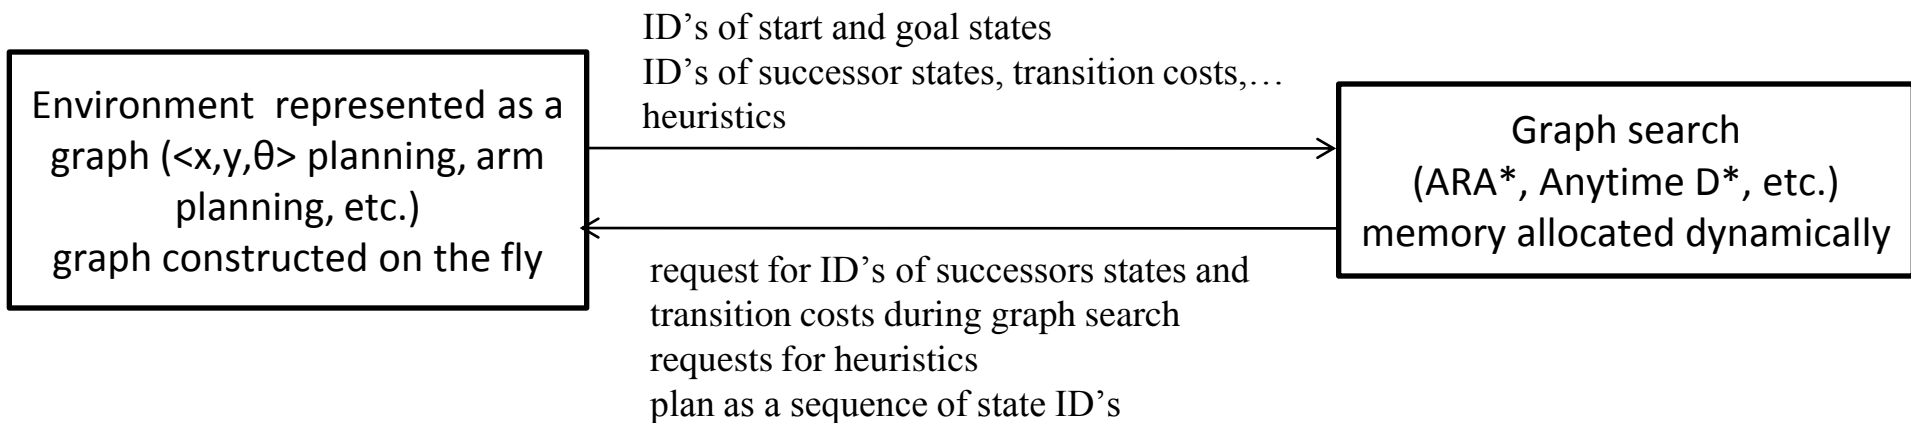 ID’s of start and goal states
ID’s of successor states, transition costs,…
heuristics
Environment represented as a
graph (<x,y,θ> planning, arm
planning, etc.)
graph constructed on the fly
Graph search
(ARA*, Anytime D*, etc.)
memory allocated dynamically
request for ID’s of successors states and
transition costs during graph search
requests for heuristics
plan as a sequence of state ID’s